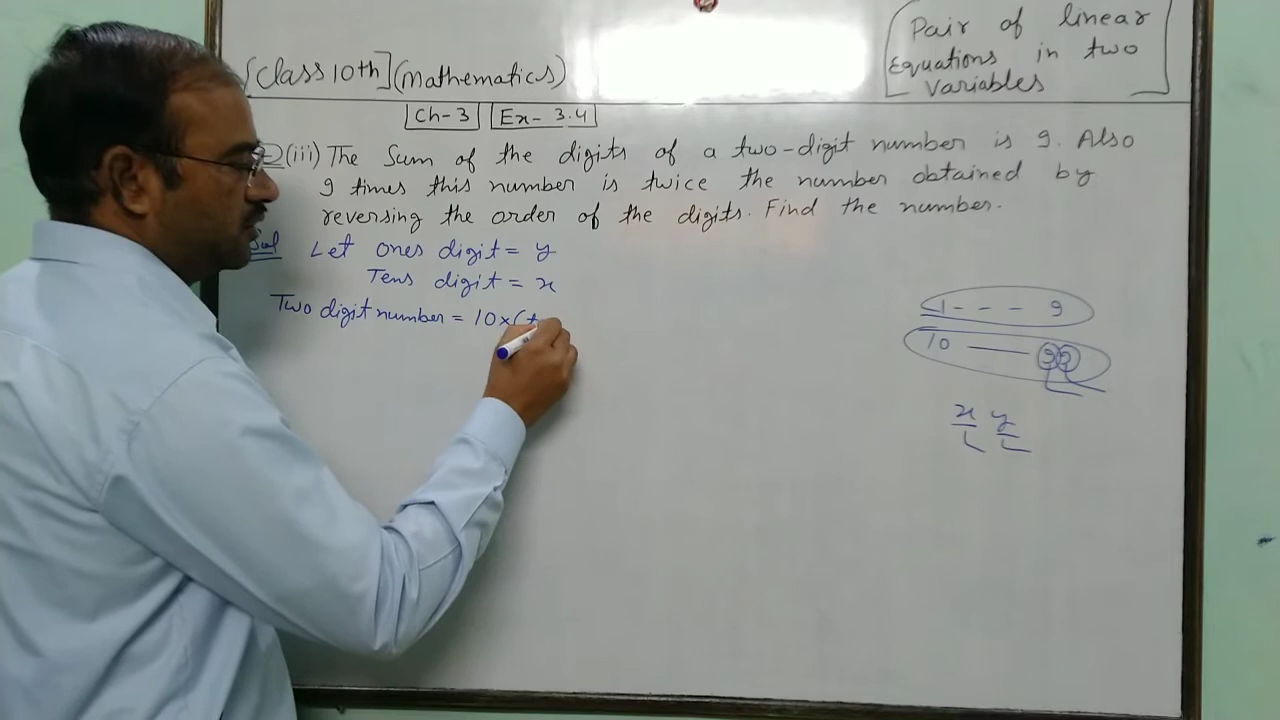 [Class 10th] (Mathematics)
Pair of linear
Equations in two
Variables
Ch-3 Ex- 3.4
(iii) The Sum of the digits of a two-digit number is 9. Also
9 times this number is twice the number obtained by
reversing the order of the digits. Find the number.
Sol Let ones digit = y
Tens digit = x
Two digit number = 10×(t
1 - - - 9
10 — 99
x y